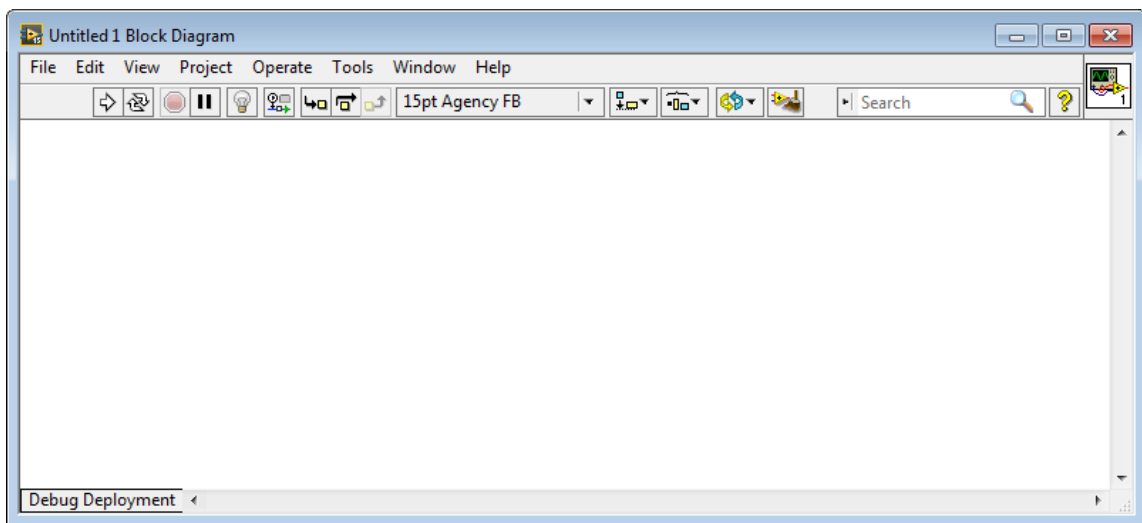 Untitled 1 Block Diagram
File Edit View Project Operate Tools Window Help
15pt Agency FB Search ? 1
Debug Deployment